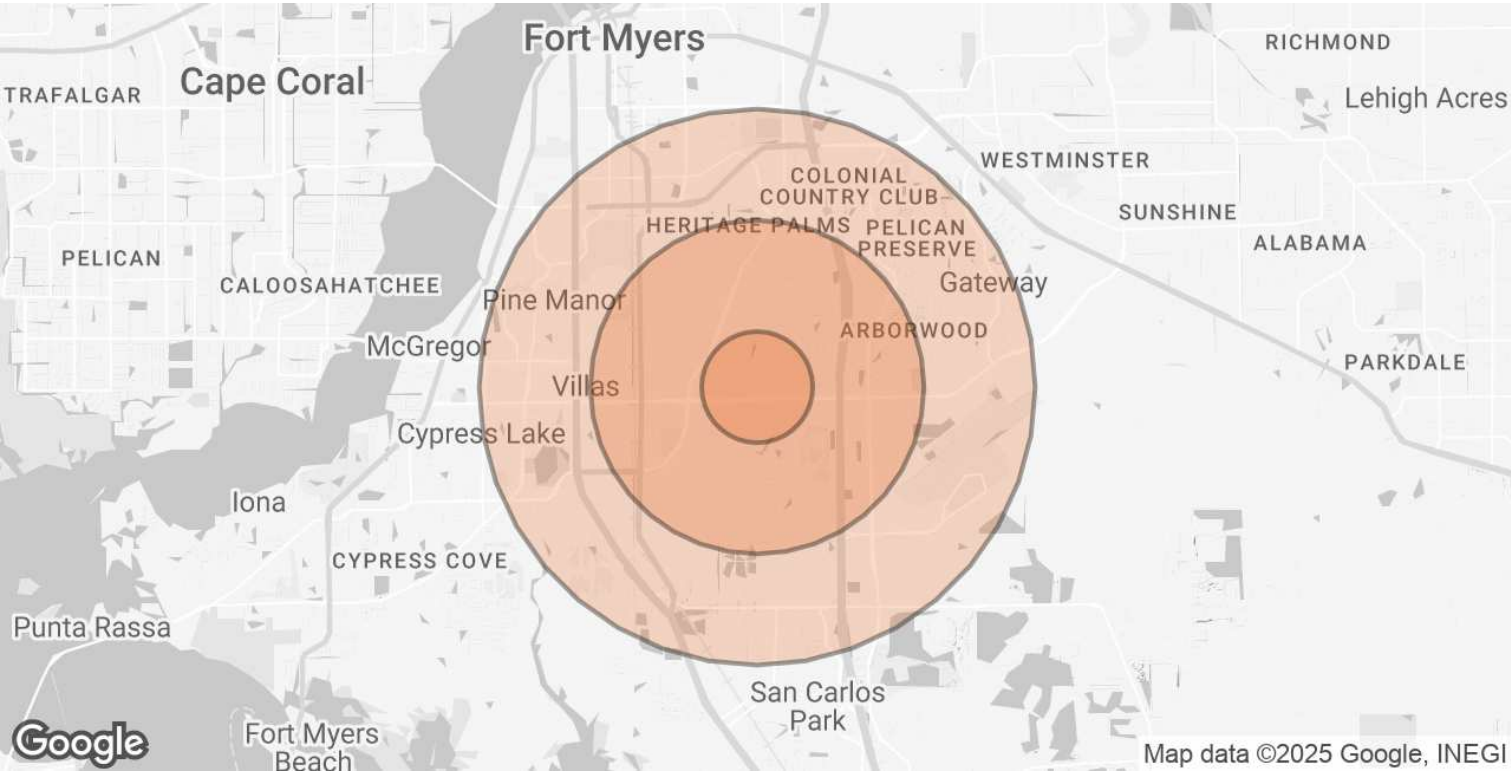 Fort Myers
RICHMOND
Cape Coral
TRAFALGAR
Lehigh Acres
WESTMINSTER
COLONIAL
COUNTRY CLUB
SUNSHINE
HERITAGE PALMS
PELICAN
PRESERVE
ALABAMA
PELICAN
CALOOSAHATCHEE
Gateway
Pine Manor
ARBORWOOD
McGregor
PARKDALE
Villas
Cypress Lake
Iona
CYPRESS COVE
Punta Rassa
San Carlos
Park
Fort Myers
Beach
Google
Map data ©2025 Google, INEGI